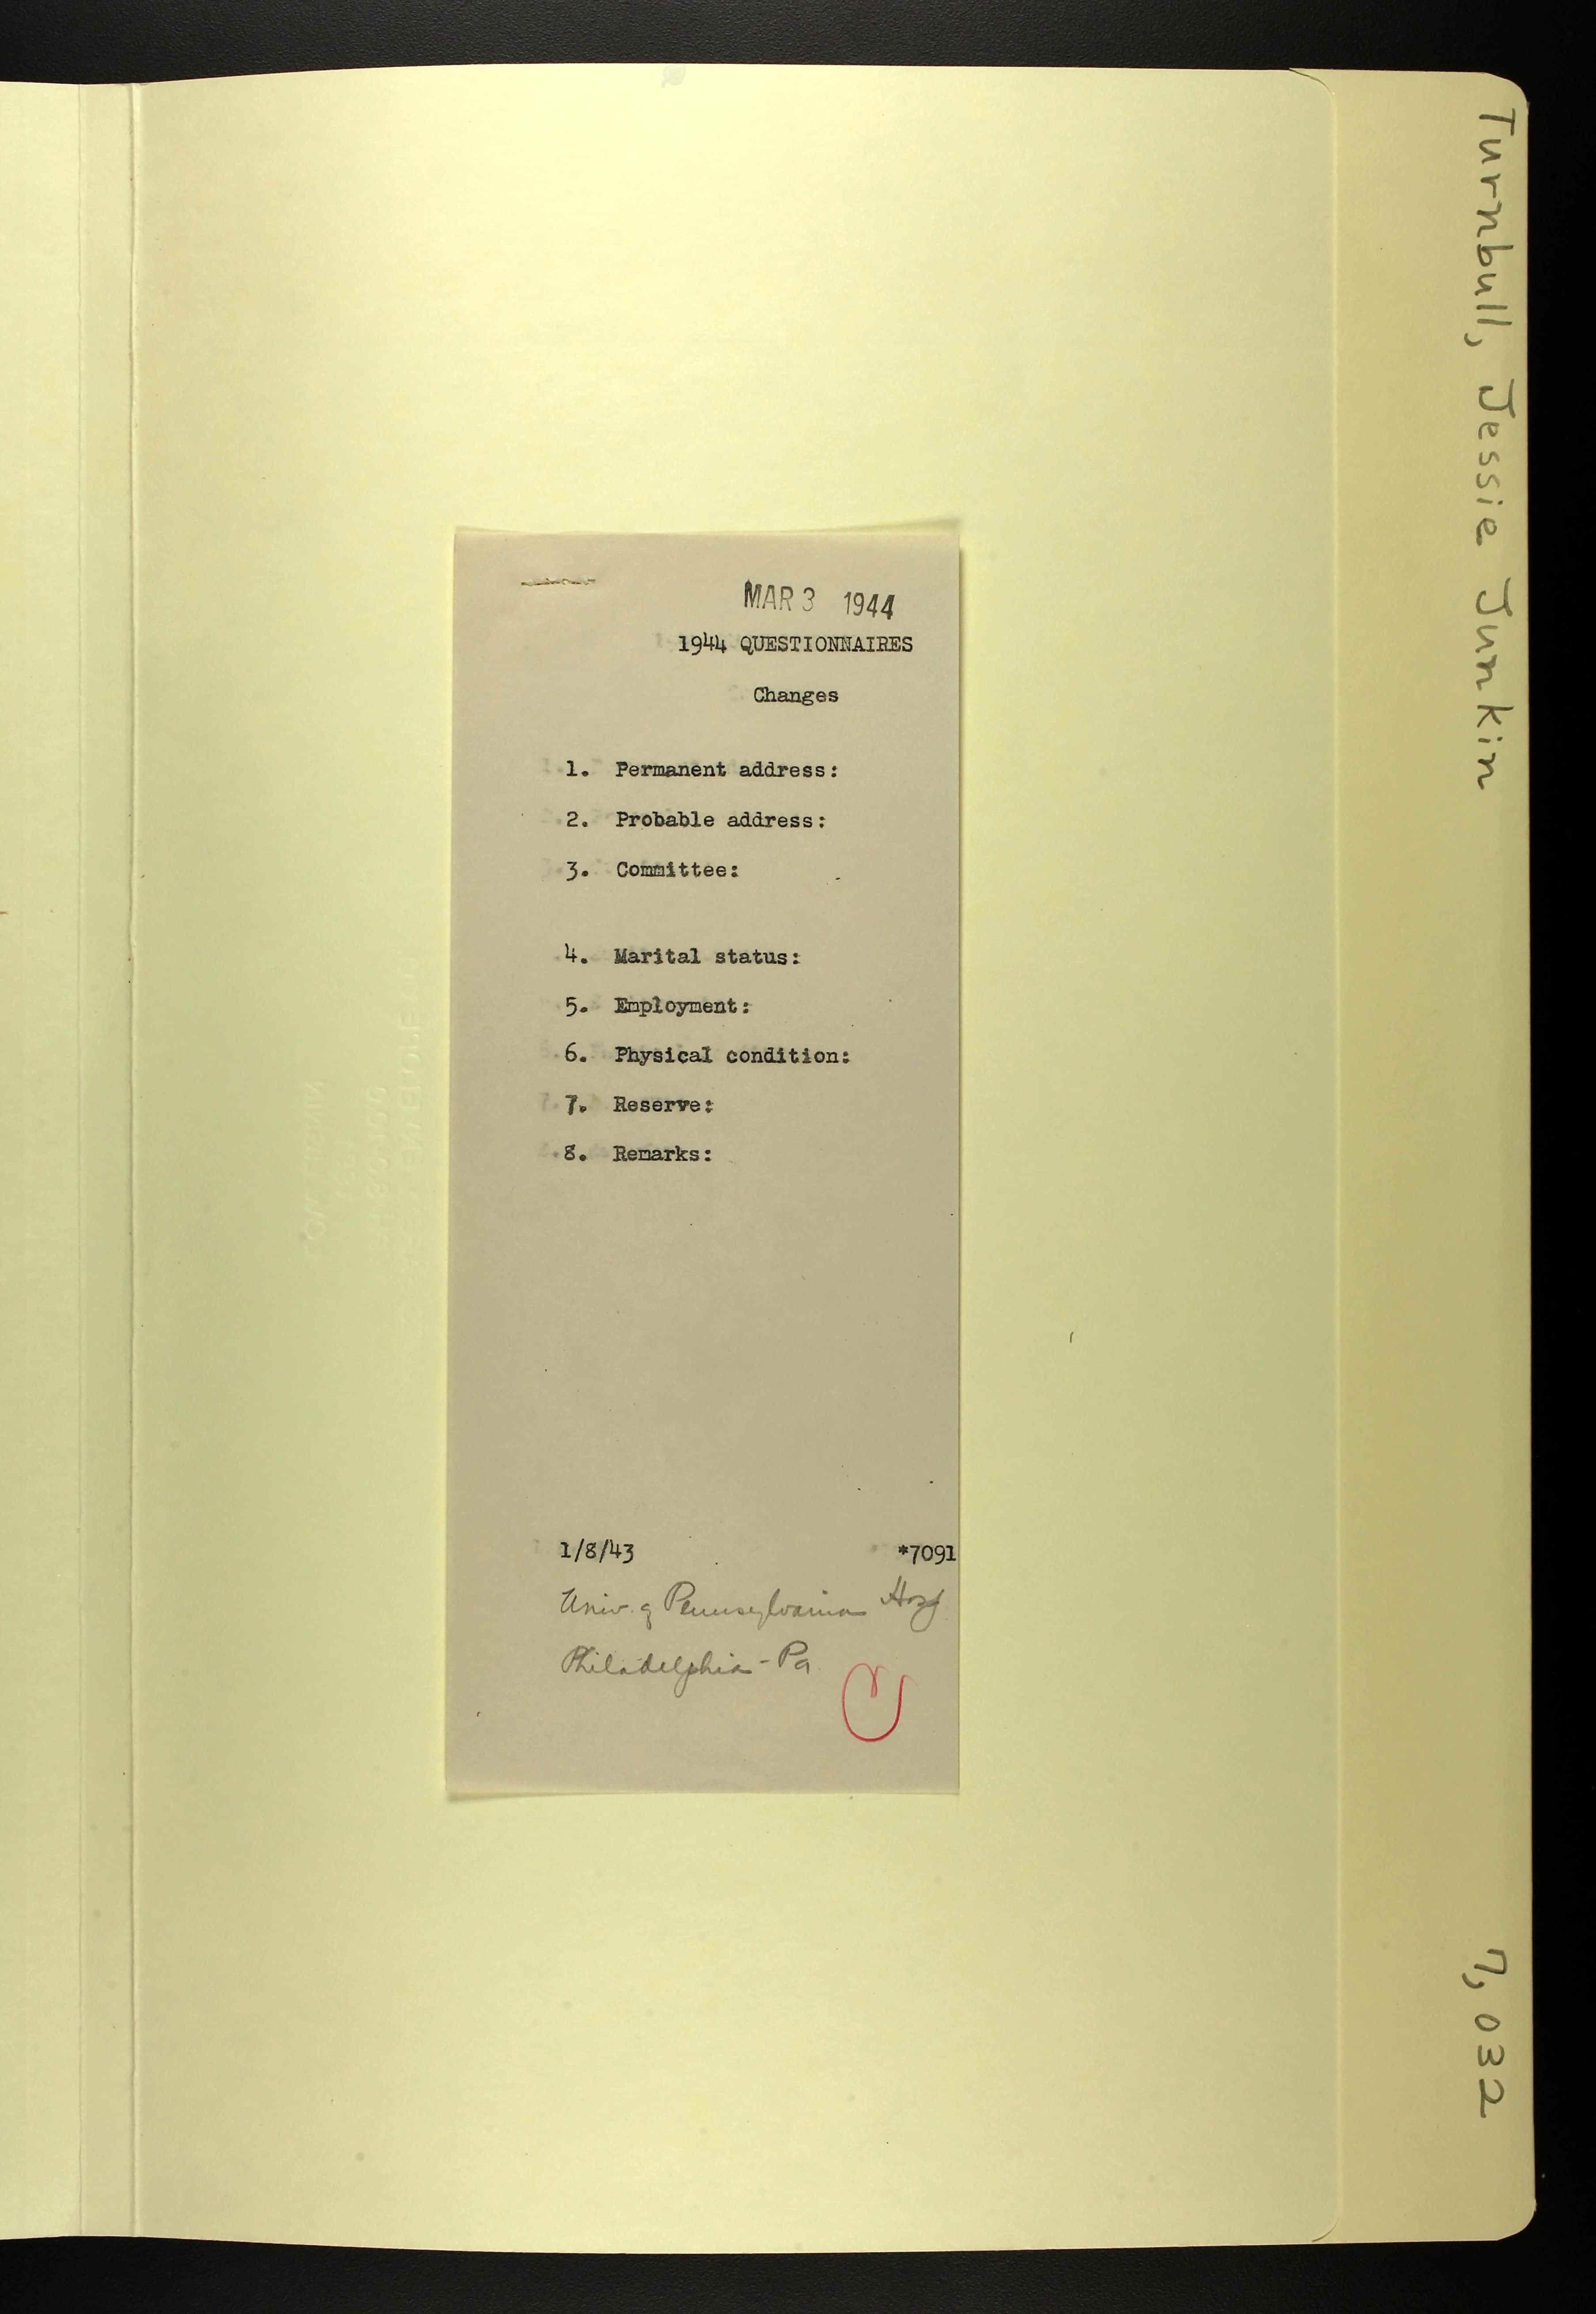 Turnbull, Jessie Junkin
7,032
MAR 3 1944
1944 QUESTIONNAIRES
Changes
1. Permanent address:
2. Probable address:
3. Committee:
4. Marital status:
5. Employment:
6. Physical condition:
7. Reserve:
8. Remarks:
1/8/43 *7091
Univ. of Pennsylvania Hosp
Philadelphia - Pa